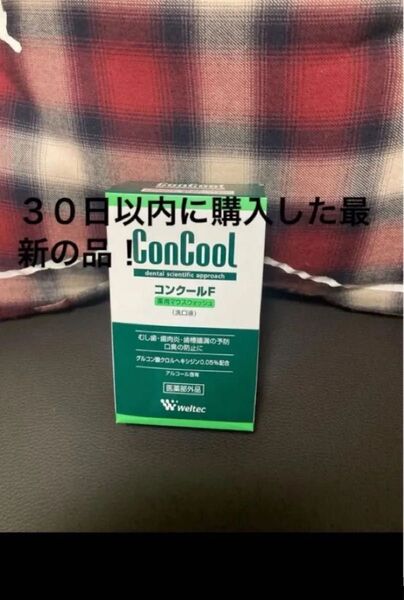 ３０日以内に購入した最
新の品！
ConCool
dental scientific approach
コンクールF
薬用マウスウォッシュ
(洗口液)
むし歯・歯肉炎・歯槽膿漏の予防
口臭の防止に
グルコン酸クロルヘキシジン0.05%配合
アルコール含有
医薬部外品
Weltec